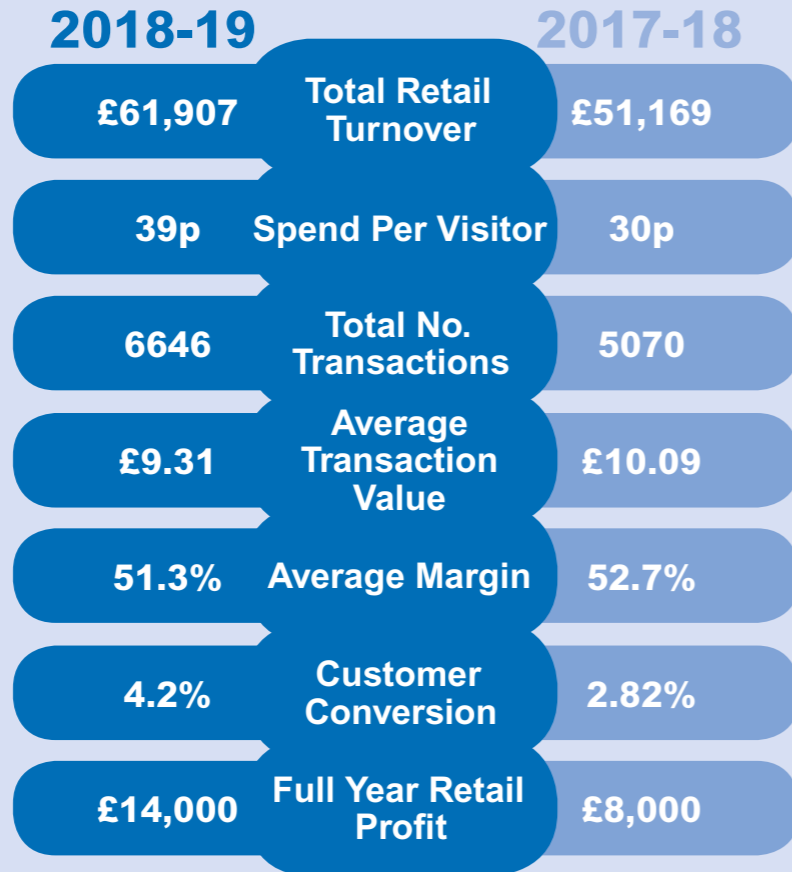 2018-19 2017-18
£61,907 Total Retail Turnover £51,169
39p Spend Per Visitor 30p
6646 Total No. Transactions 5070
£9.31 Average Transaction Value £10.09
51.3% Average Margin 52.7%
4.2% Customer Conversion 2.82%
£14,000 Full Year Retail Profit £8,000